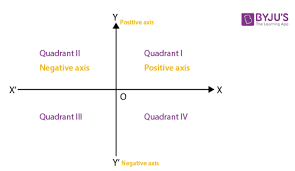 BYJU'S
The Learning App
Y
Positive axis
Quadrant II
Quadrant I
Negative axis
Positive axis
X'
X
O
Quadrant III
Quadrant IV
Y'
Negative axis